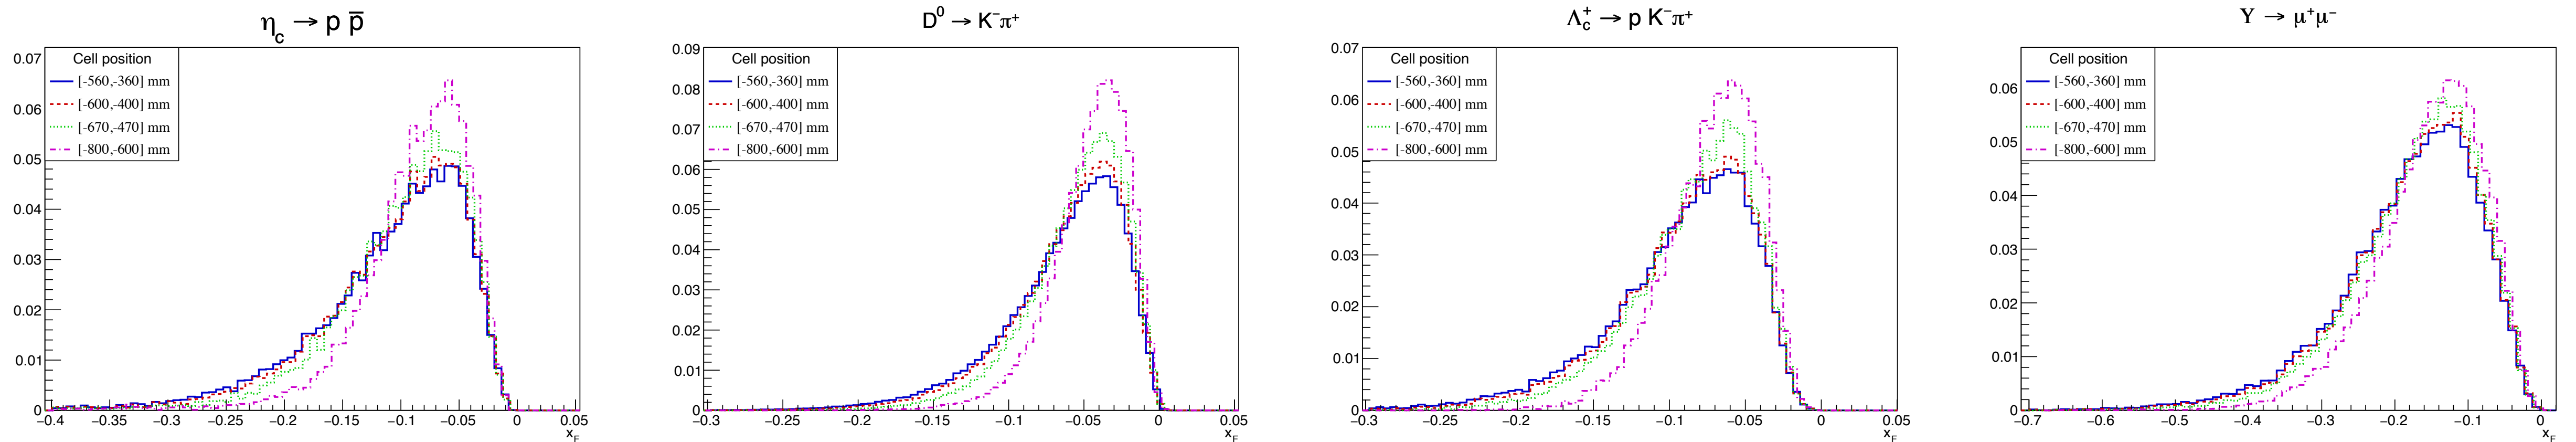 η_c → p p̄
0.07
0.06
0.05
0.04
0.03
0.02
0.01
0
Cell position
[-560,-360] mm
[-600,-400] mm
[-670,-470] mm
[-800,-600] mm
−0.4 −0.35 −0.3 −0.25 −0.2 −0.15 −0.1 −0.05 0 0.05
x_F
D⁰ → K⁻π⁺
0.09
0.08
0.07
0.06
0.05
0.04
0.03
0.02
0.01
0
Cell position
[-560,-360] mm
[-600,-400] mm
[-670,-470] mm
[-800,-600] mm
−0.3 −0.25 −0.2 −0.15 −0.1 −0.05 0 0.05
x_F
Λ_c⁺ → p K⁻π⁺
0.07
0.06
0.05
0.04
0.03
0.02
0.01
0
Cell position
[-560,-360] mm
[-600,-400] mm
[-670,-470] mm
[-800,-600] mm
−0.3 −0.25 −0.2 −0.15 −0.1 −0.05 0 0.05
x_F
Υ → μ⁺μ⁻
0.06
0.05
0.04
0.03
0.02
0.01
0
Cell position
[-560,-360] mm
[-600,-400] mm
[-670,-470] mm
[-800,-600] mm
−0.7 −0.6 −0.5 −0.4 −0.3 −0.2 −0.1 0
x_F